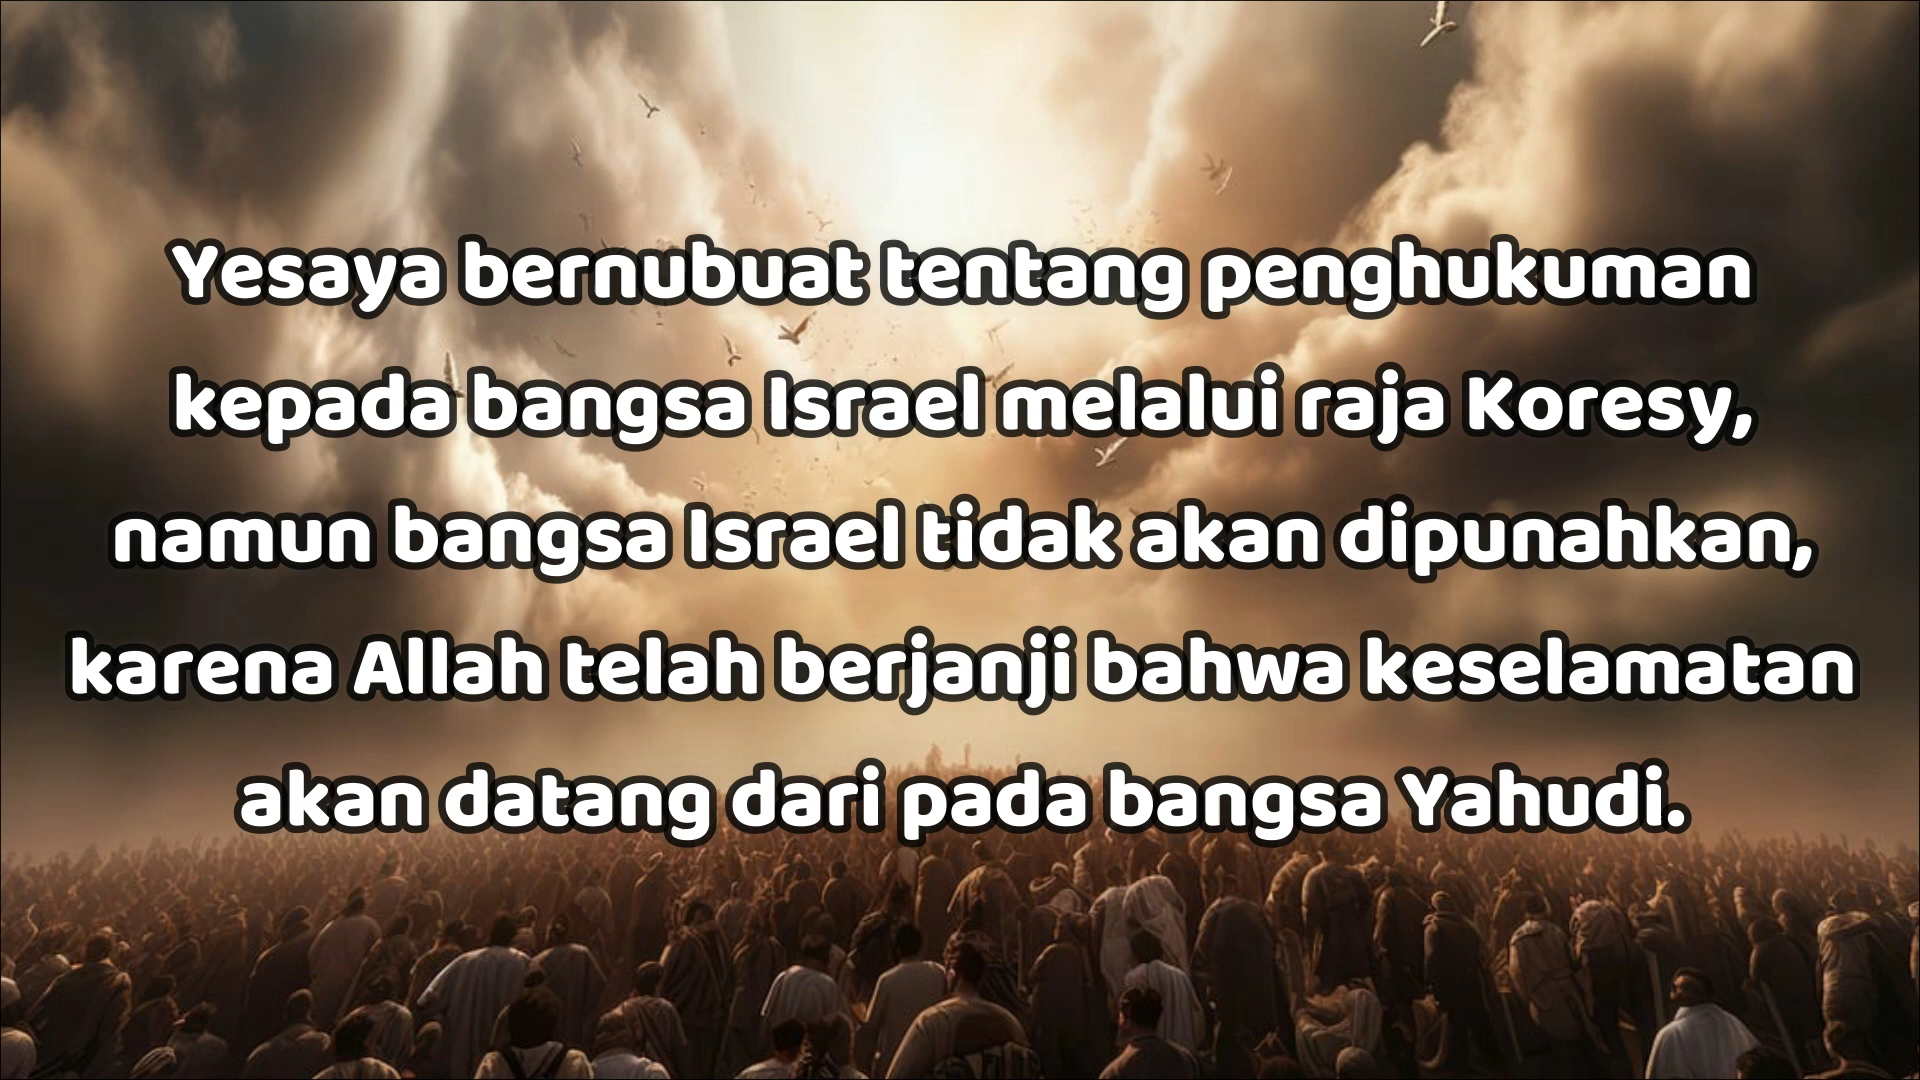 Yesaya bernubuat tentang penghukuman
kepada bangsa Israel melalui raja Koresy,
namun bangsa Israel tidak akan dipunahkan,
karena Allah telah berjanji bahwa keselamatan
akan datang dari pada bangsa Yahudi.